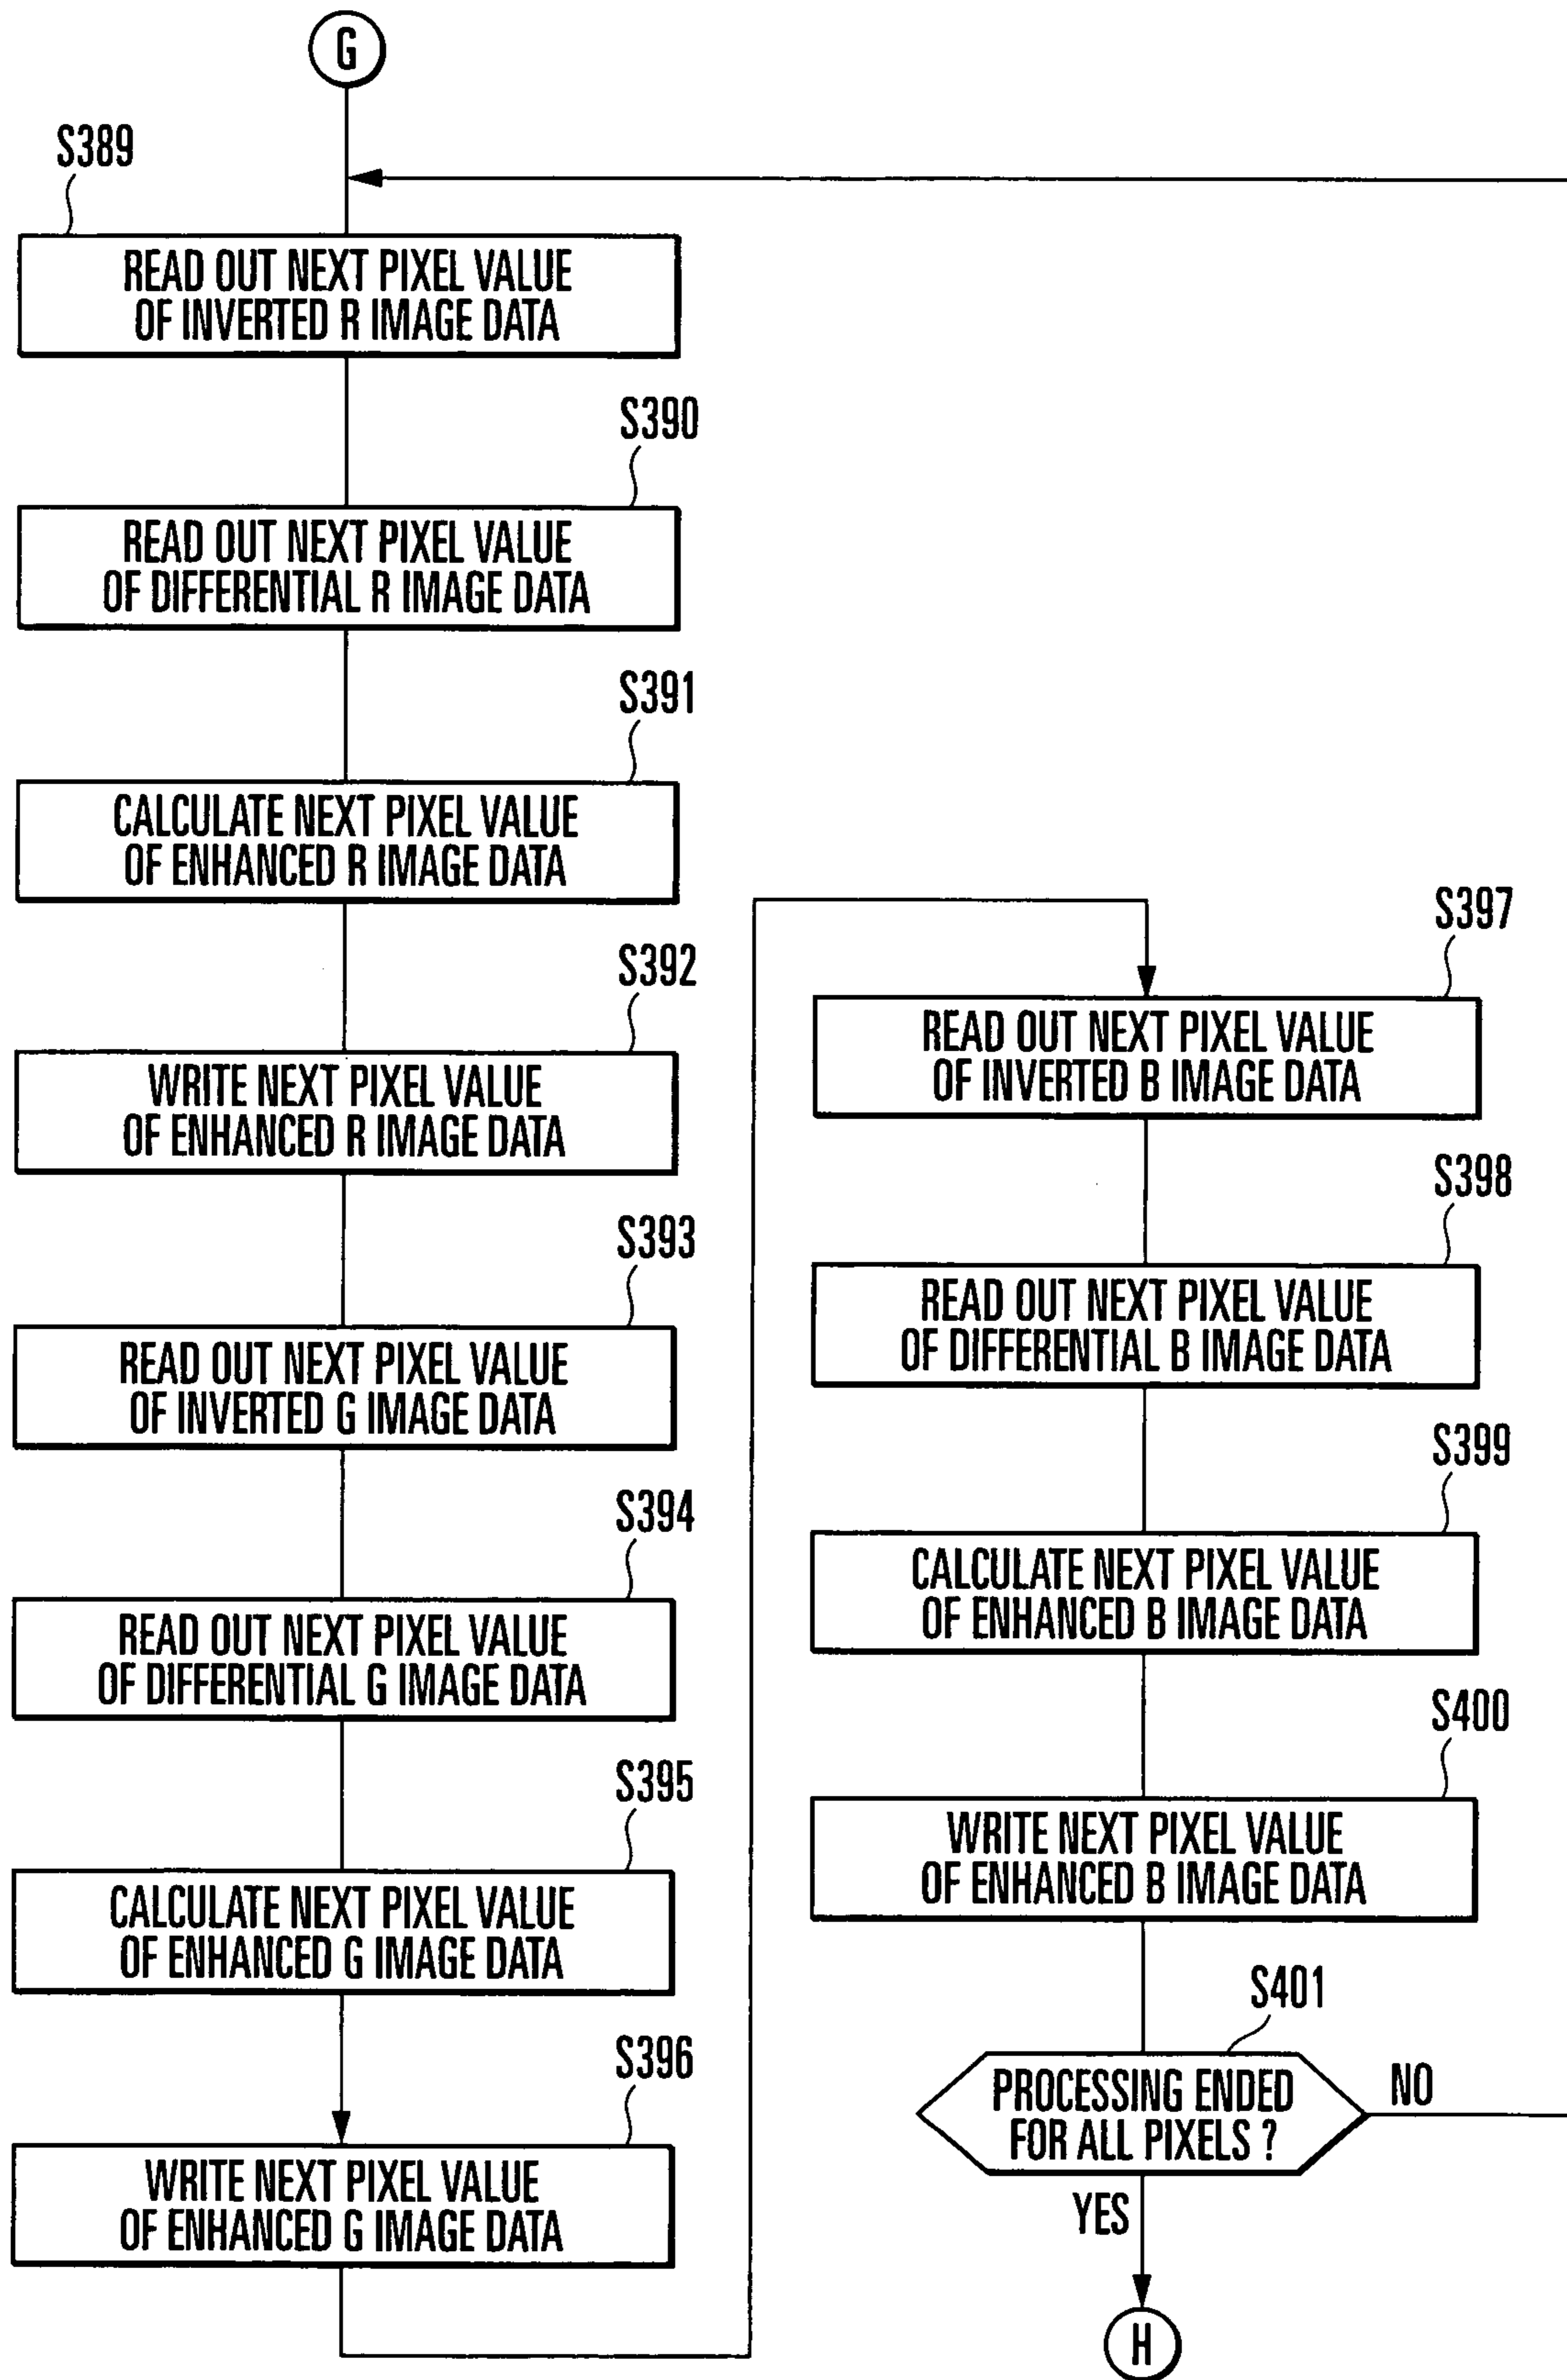 G
S389
READ OUT NEXT PIXEL VALUE
OF INVERTED R IMAGE DATA
S390
READ OUT NEXT PIXEL VALUE
OF DIFFERENTIAL R IMAGE DATA
S391
CALCULATE NEXT PIXEL VALUE
OF ENHANCED R IMAGE DATA
S392
WRITE NEXT PIXEL VALUE
OF ENHANCED R IMAGE DATA
S393
READ OUT NEXT PIXEL VALUE
OF INVERTED G IMAGE DATA
S394
READ OUT NEXT PIXEL VALUE
OF DIFFERENTIAL G IMAGE DATA
S395
CALCULATE NEXT PIXEL VALUE
OF ENHANCED G IMAGE DATA
S396
WRITE NEXT PIXEL VALUE
OF ENHANCED G IMAGE DATA
S397
READ OUT NEXT PIXEL VALUE
OF INVERTED B IMAGE DATA
S398
READ OUT NEXT PIXEL VALUE
OF DIFFERENTIAL B IMAGE DATA
S399
CALCULATE NEXT PIXEL VALUE
OF ENHANCED B IMAGE DATA
S400
WRITE NEXT PIXEL VALUE
OF ENHANCED B IMAGE DATA
S401
PROCESSING ENDED
FOR ALL PIXELS ?
NO
YES
H